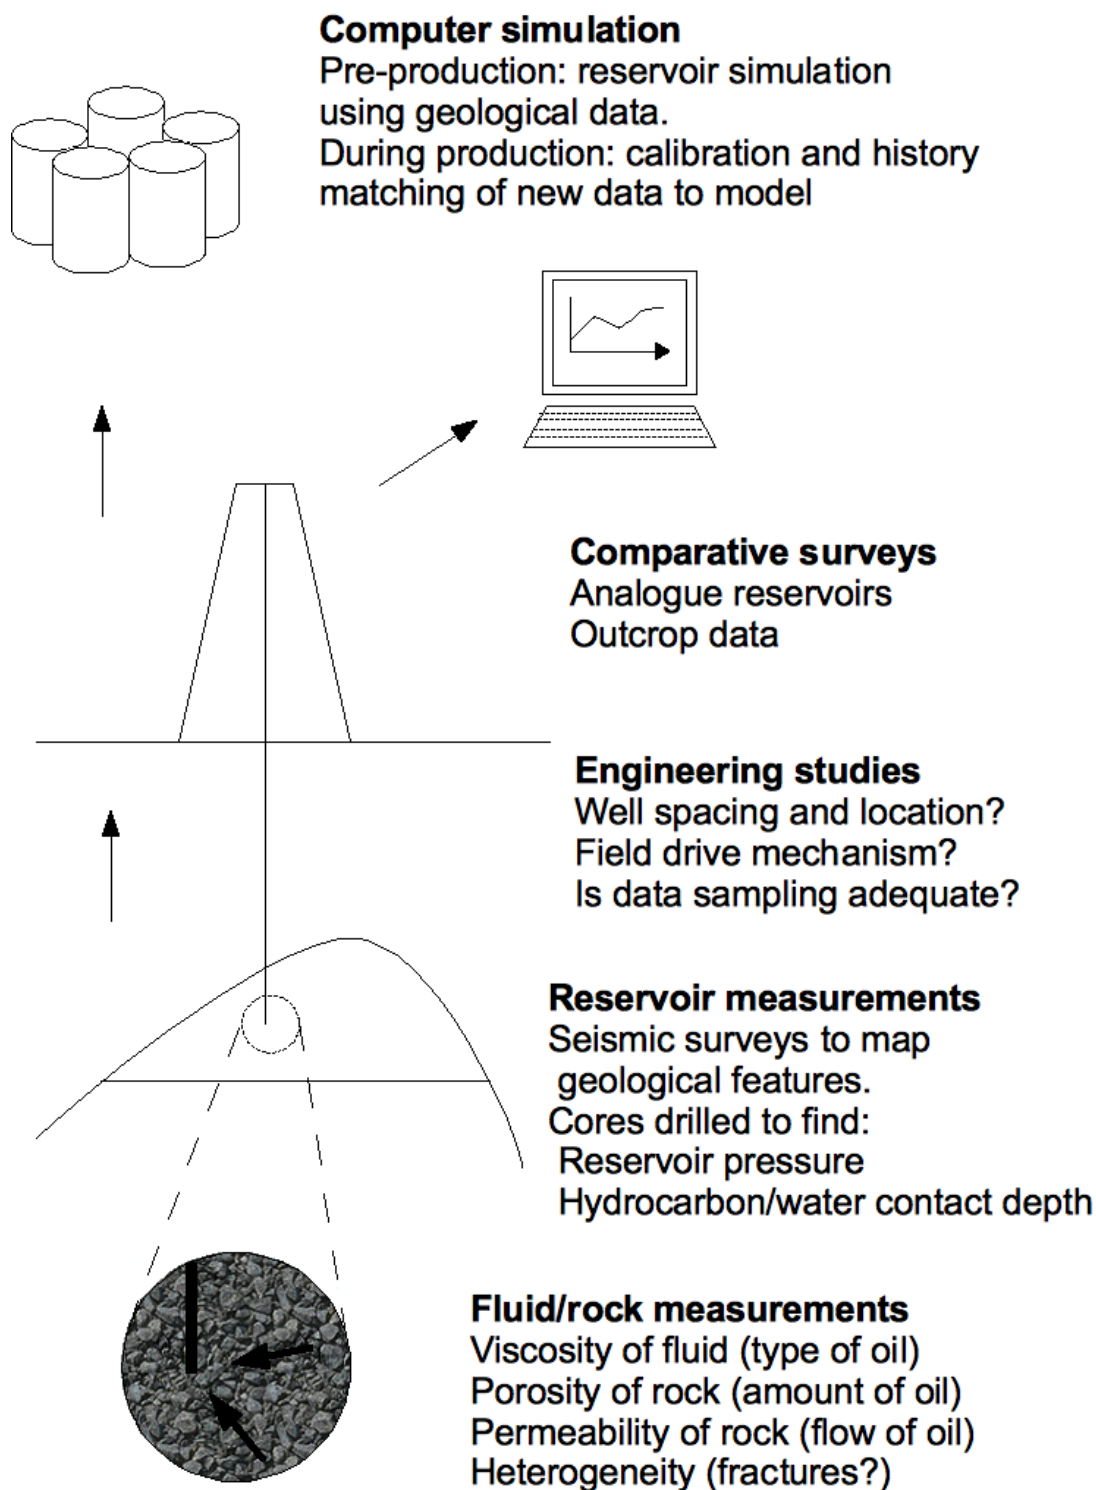 Computer simulation
Pre-production: reservoir simulation
using geological data.
During production: calibration and history
matching of new data to model
Comparative surveys
Analogue reservoirs
Outcrop data
Engineering studies
Well spacing and location?
Field drive mechanism?
Is data sampling adequate?
Reservoir measurements
Seismic surveys to map
geological features.
Cores drilled to find:
Reservoir pressure
Hydrocarbon/water contact depth
Fluid/rock measurements
Viscosity of fluid (type of oil)
Porosity of rock (amount of oil)
Permeability of rock (flow of oil)
Heterogeneity (fractures?)